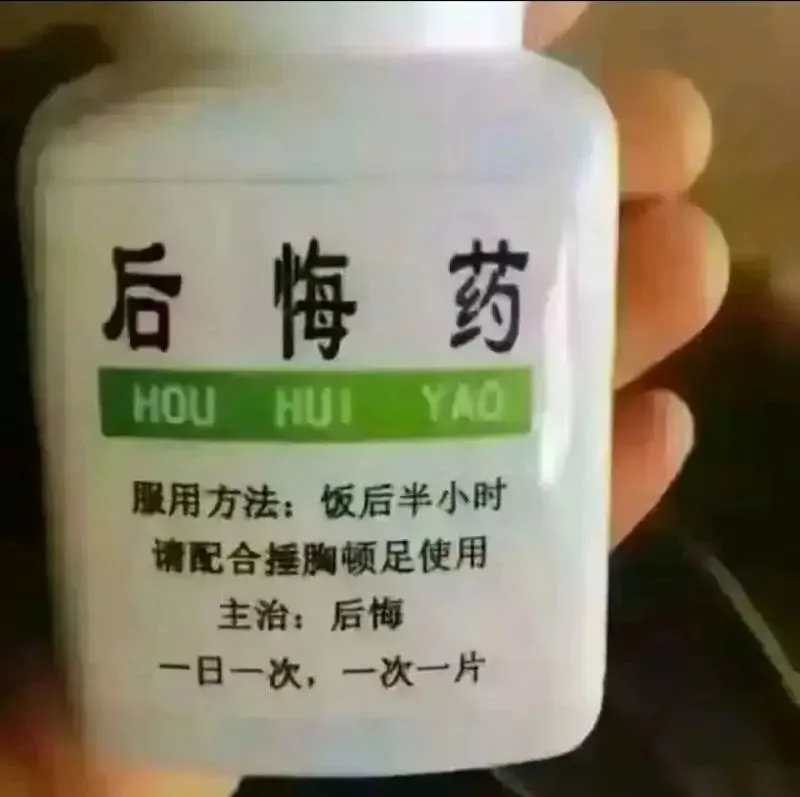 后悔药
HOU HUI YAO
服用方法：饭后半小时
请配合捶胸顿足使用
主治：后悔
一日一次，一次一片